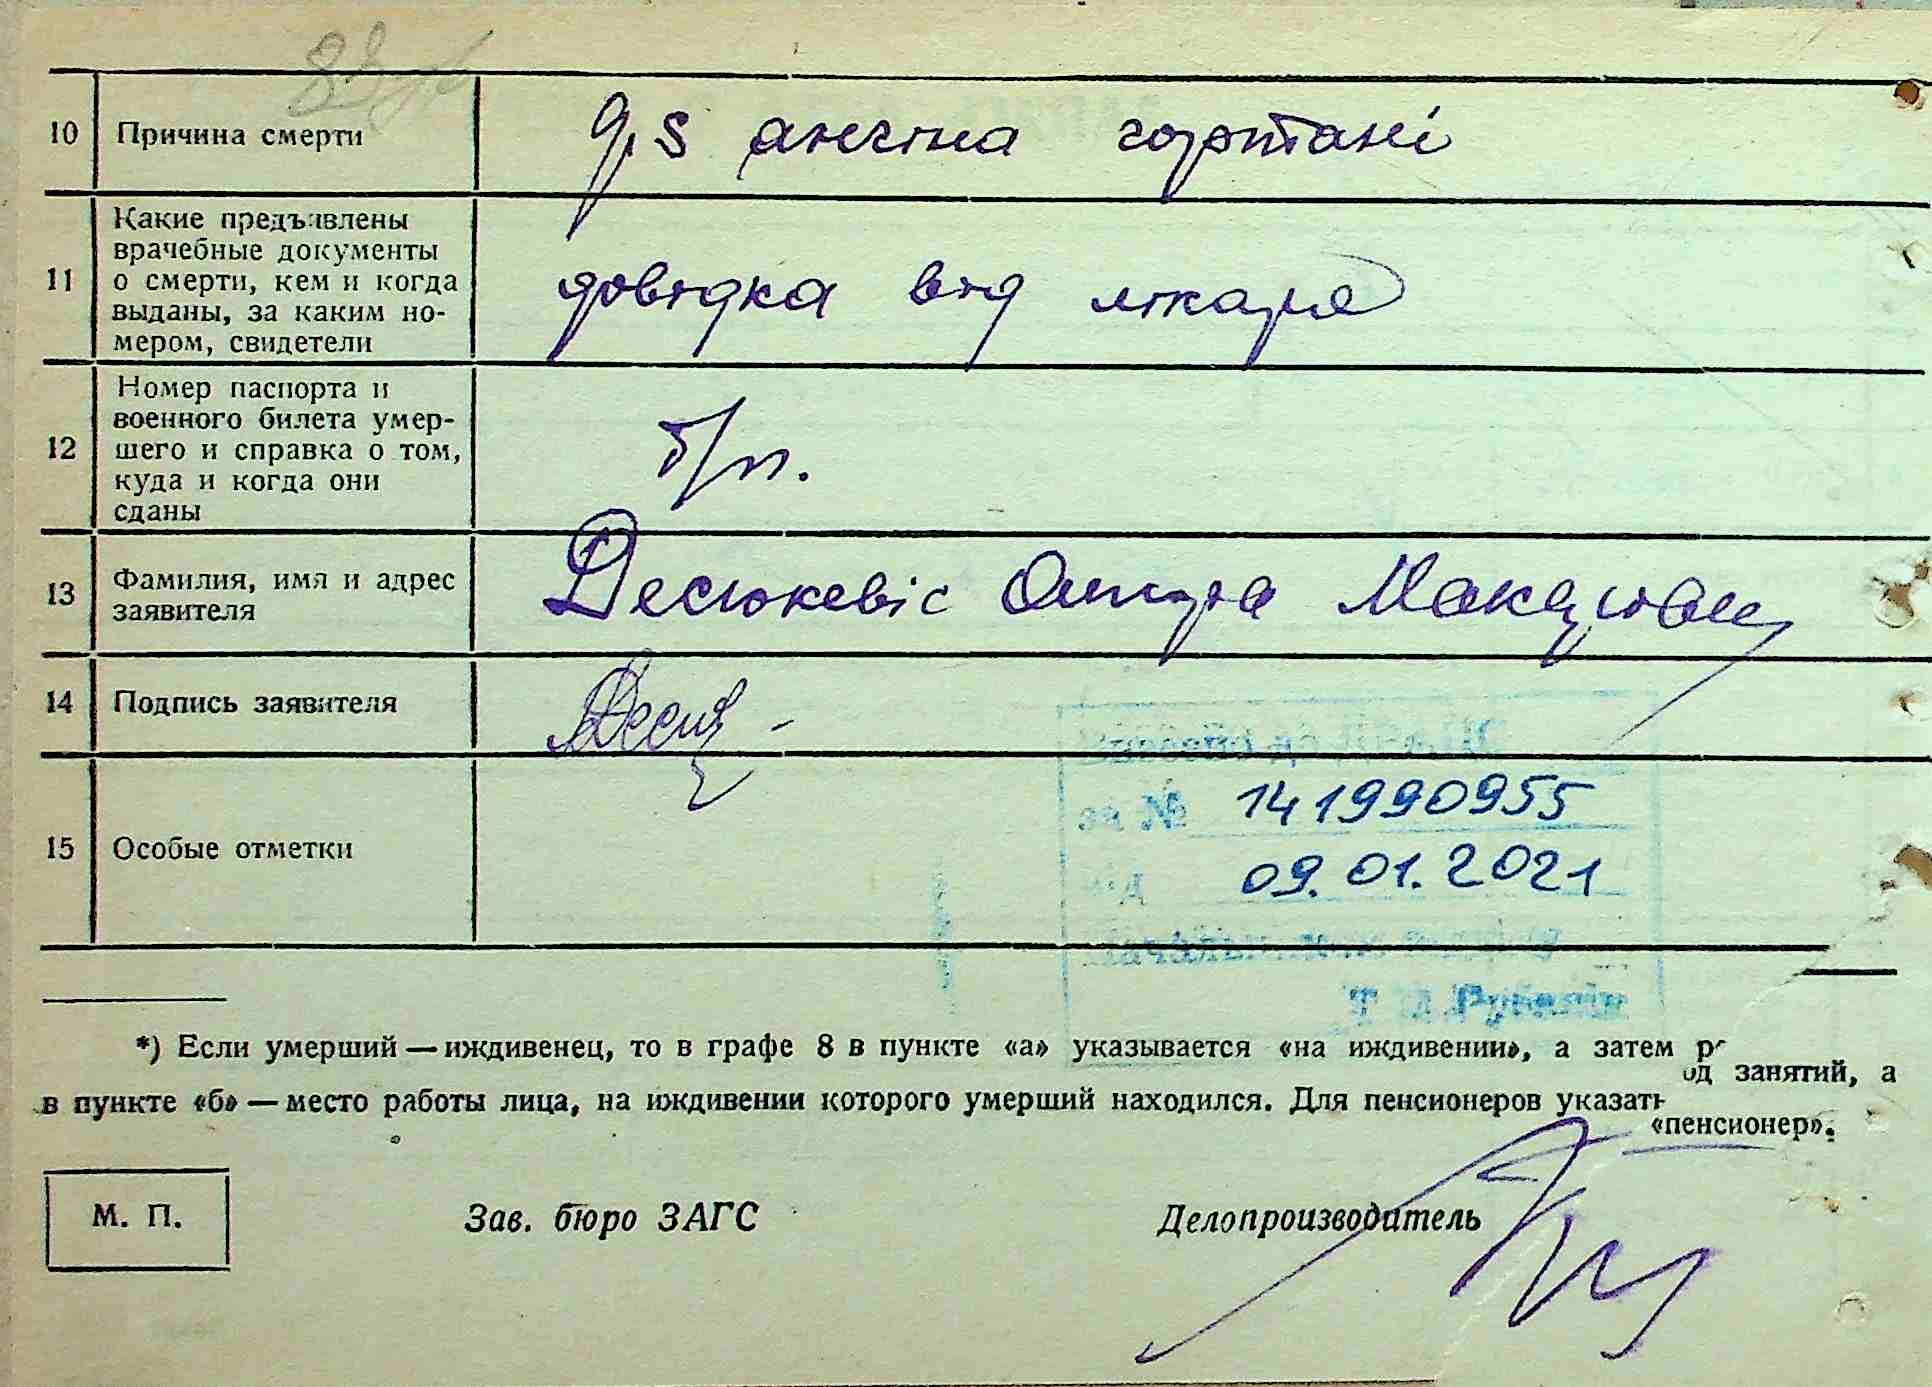 10 Причина смерти
D,S ангіна гортані
11 Какие предъявлены
врачебные документы
о смерти, кем и когда
выданы, за каким но-
мером, свидетели
довідка від лікаря
12 Номер паспорта и
военного билета умер-
шего и справка о том,
куда и когда они
сданы
б/п.
13 Фамилия, имя и адрес
заявителя
Десюкевіс
14 Подпись заявителя
15 Особые отметки
за № 141990955
від 09.01.2021
*) Если умерший — иждивенец, то в графе 8 в пункте «а» указывается «на иждивении», а затем род занятий, а
в пункте «б» — место работы лица, на иждивении которого умерший находился. Для пенсионеров указать «пенсионер».
М. П.
Зав. бюро ЗАГС
Делопроизводитель